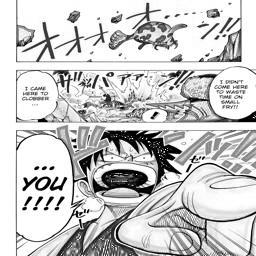 オオオ
オオオ
I DIDN'T
COME HERE
TO WASTE
TIME ON
SMALL
FRY!!
I CAME
HERE TO
CLOBBER
...
...
YOU
!!!!